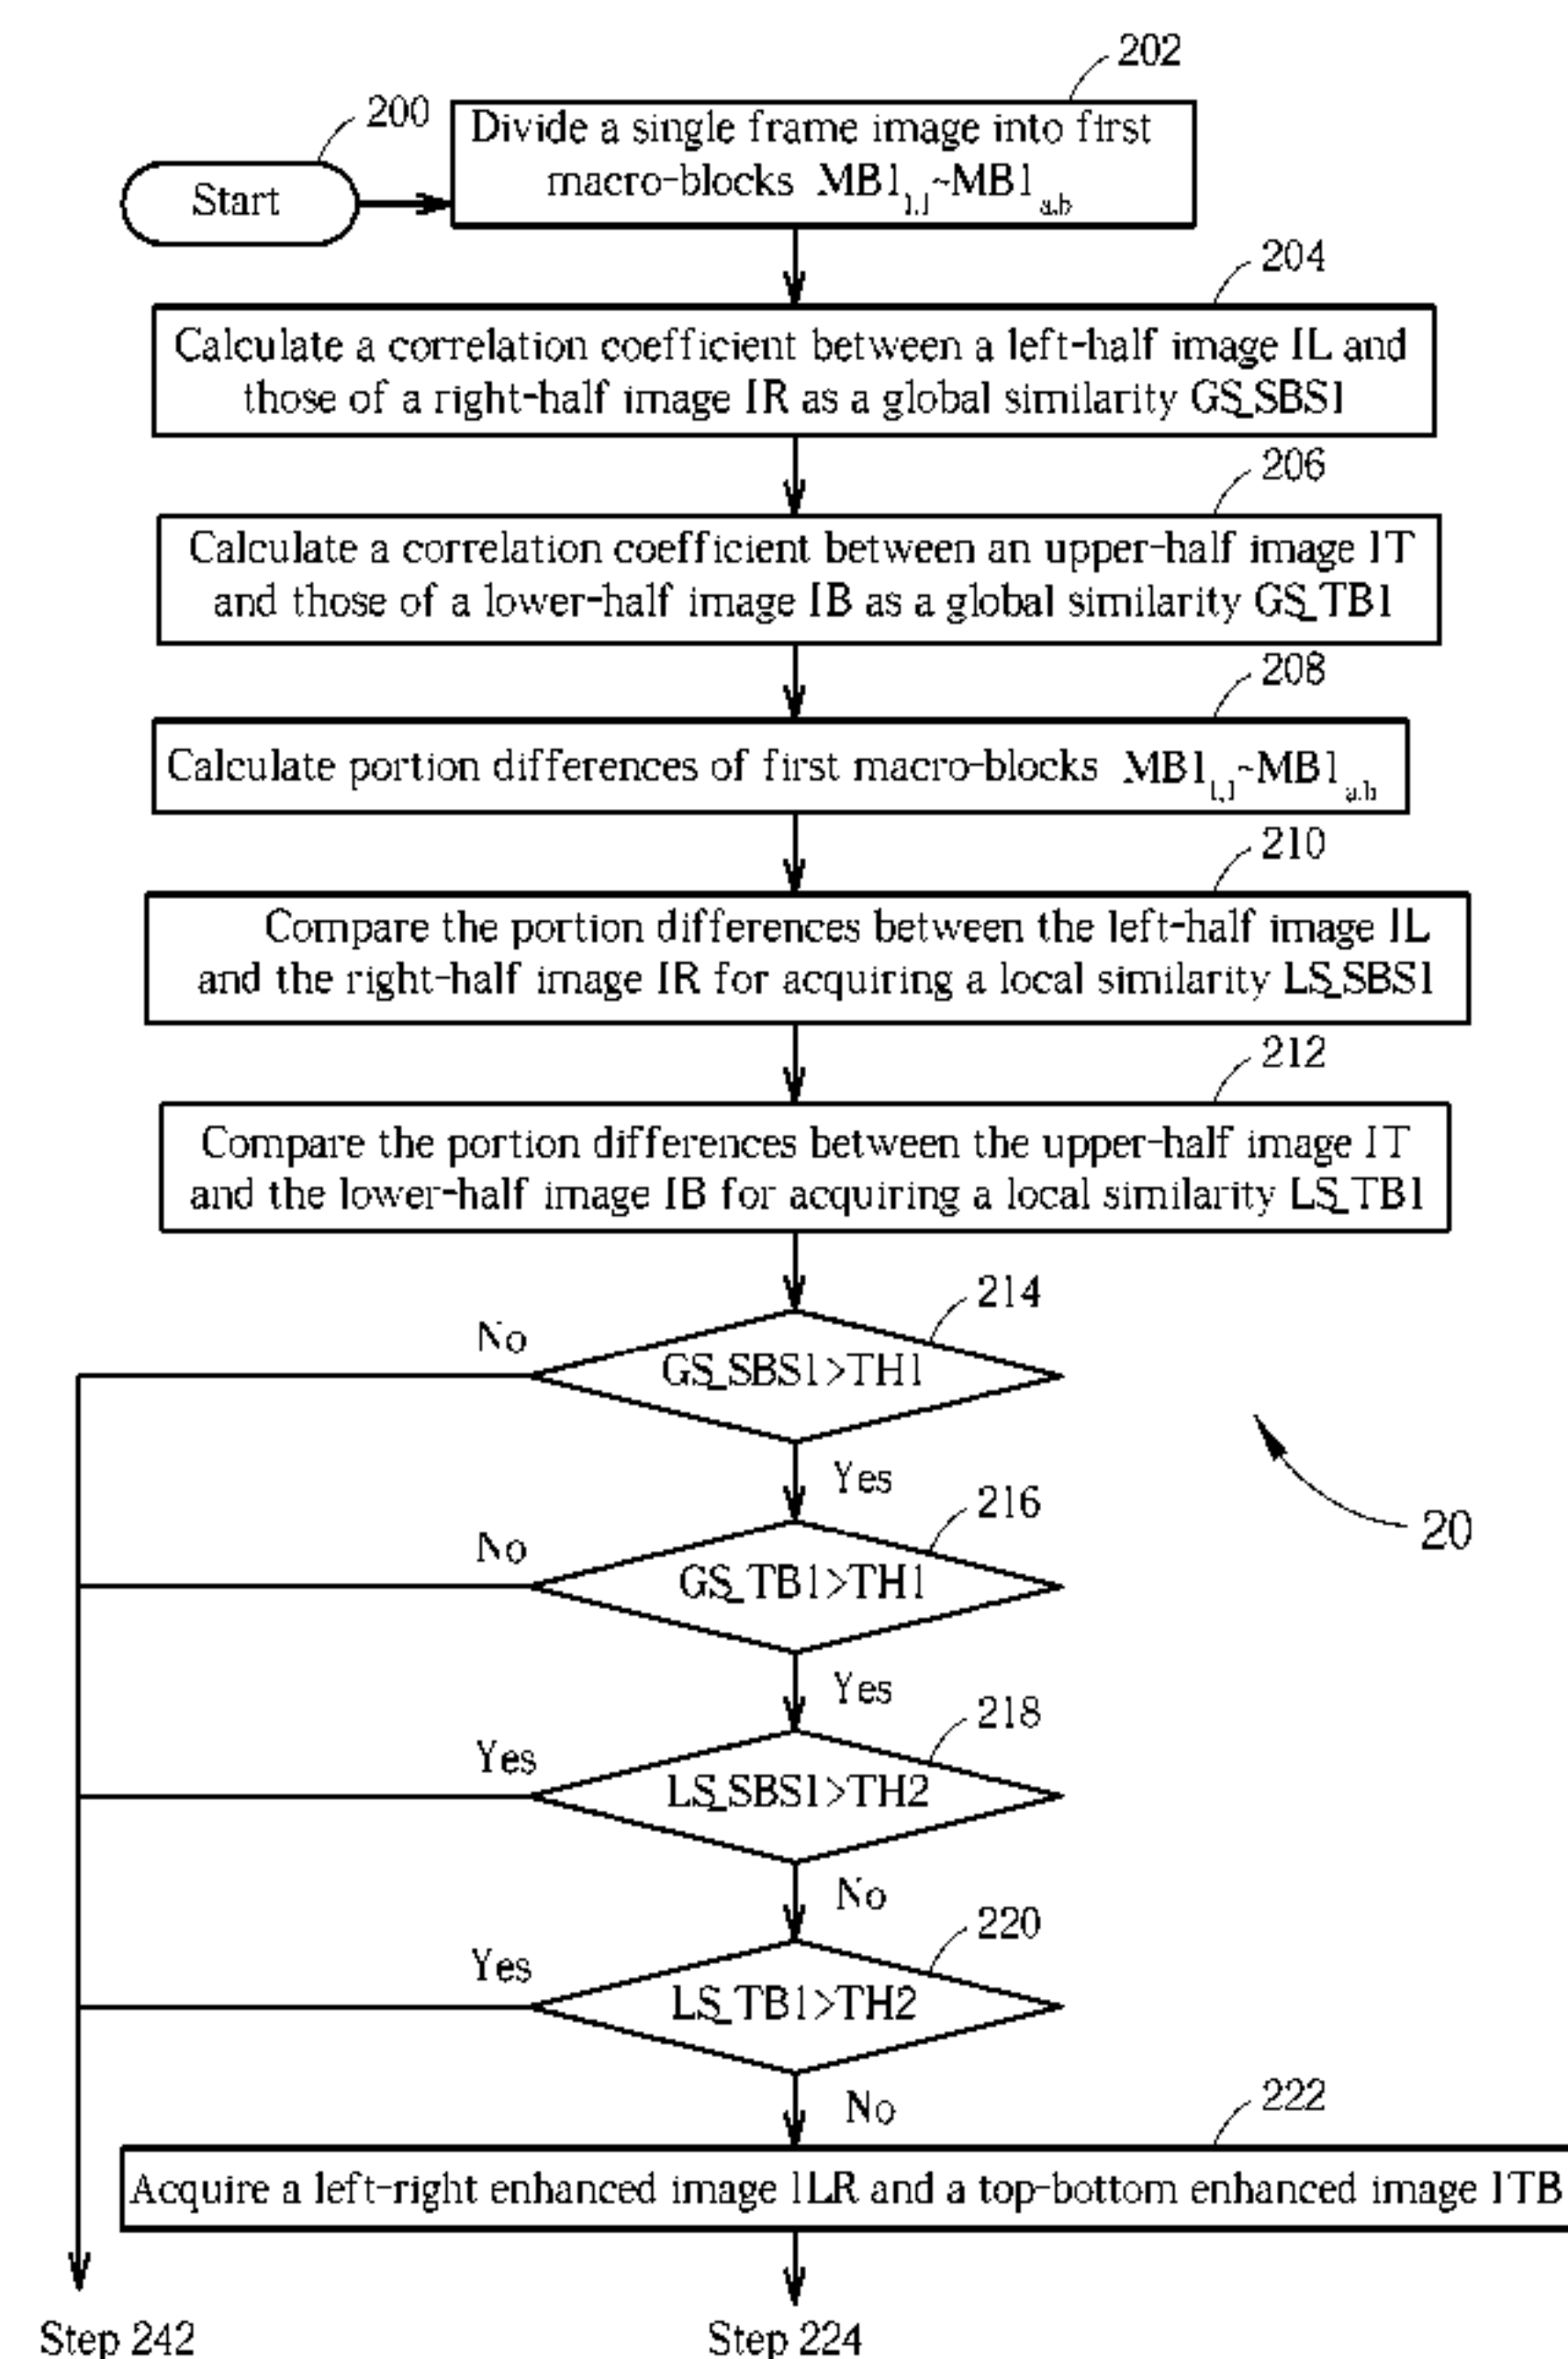 202
200
Divide a single frame image into first
macro-blocks MB1₁,₁~MB1a,b
Start
204
Calculate a correlation coefficient between a left-half image IL and
those of a right-half image IR as a global similarity GS_SBS1
206
Calculate a correlation coefficient between an upper-half image IT
and those of a lower-half image IB as a global similarity GS_TB1
208
Calculate portion differences of first macro-blocks MB1₁,₁~MB1a,b
210
Compare the portion differences between the left-half image IL
and the right-half image IR for acquiring a local similarity LS_SBS1
212
Compare the portion differences between the upper-half image IT
and the lower-half image IB for acquiring a local similarity LS_TB1
214
No
GS_SBS1>TH1
Yes
216
No
GS_TB1>TH1
20
Yes
218
Yes
LS_SBS1>TH2
No
220
Yes
LS_TB1>TH2
No
222
Acquire a left-right enhanced image ILR and a top-bottom enhanced image ITB
Step 242
Step 224